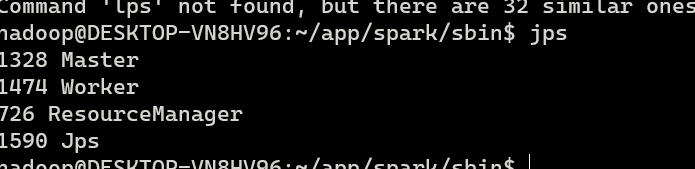 Command 'lps' not found, but there are 32 similar ones
hadoop@DESKTOP-VN8HV96:~/app/spark/sbin$ jps
1328 Master
1474 Worker
726 ResourceManager
1590 Jps
hadoop@DESKTOP-VN8HV96:~/app/spark/sbin$